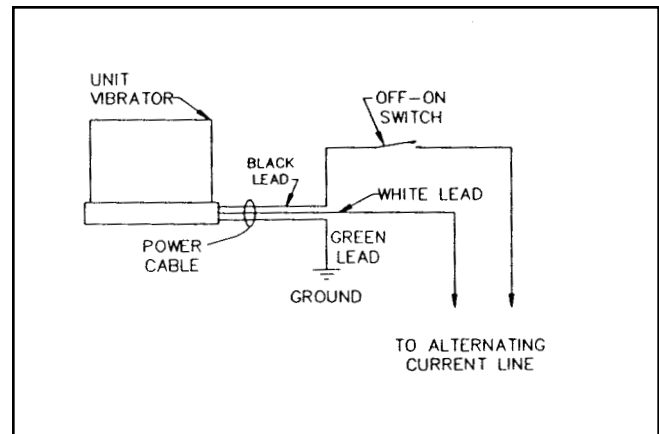 UNIT
VIBRATOR
OFF-ON
SWITCH
BLACK
LEAD
WHITE LEAD
POWER
CABLE
GREEN
LEAD
GROUND
TO ALTERNATING
CURRENT LINE